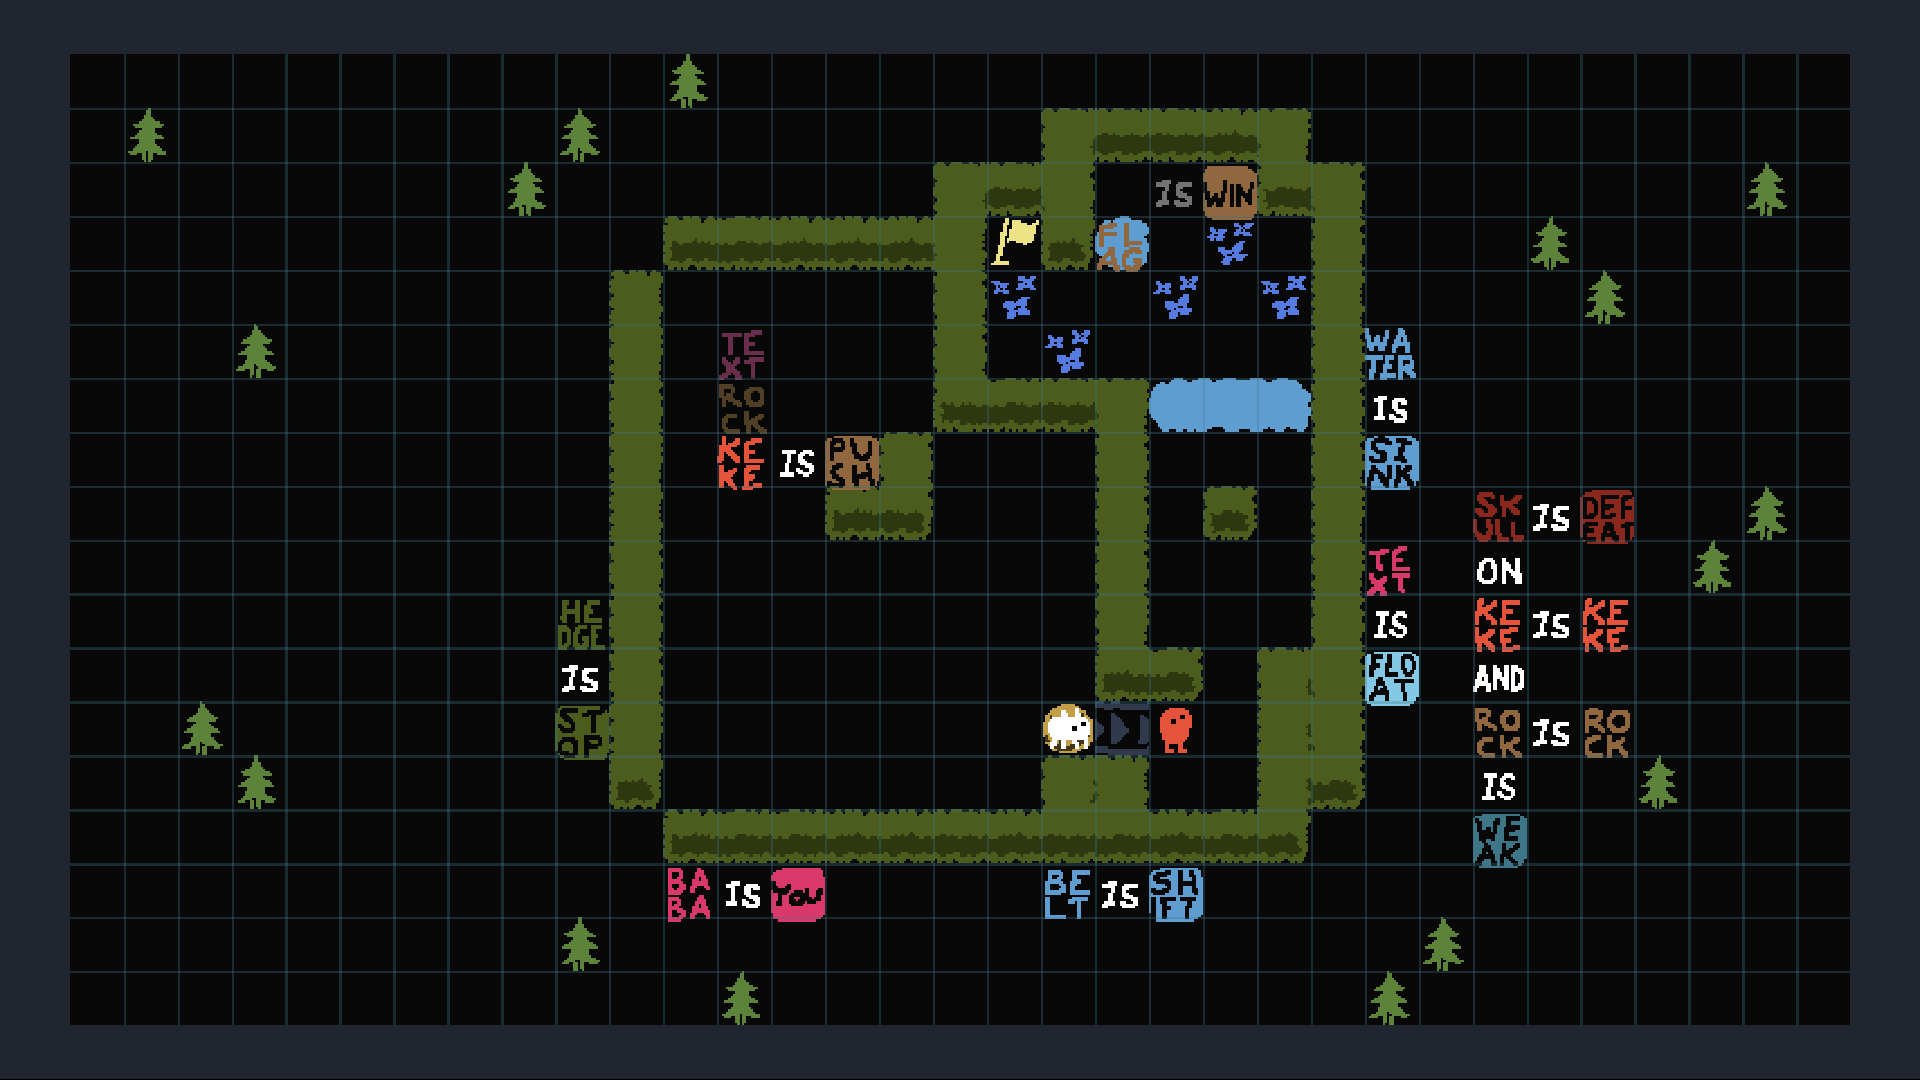 IS WIN
FLAG
TEXT
WATER
ROCK
IS
KEKE IS PUSH
SINK
SKULL IS DEFEAT
TEXT
ON
HEDGE
IS
KEKE IS KEKE
IS
FLOAT
AND
STOP
ROCK IS ROCK
IS
WEAK
BABA IS YOU
BELT IS SHIFT